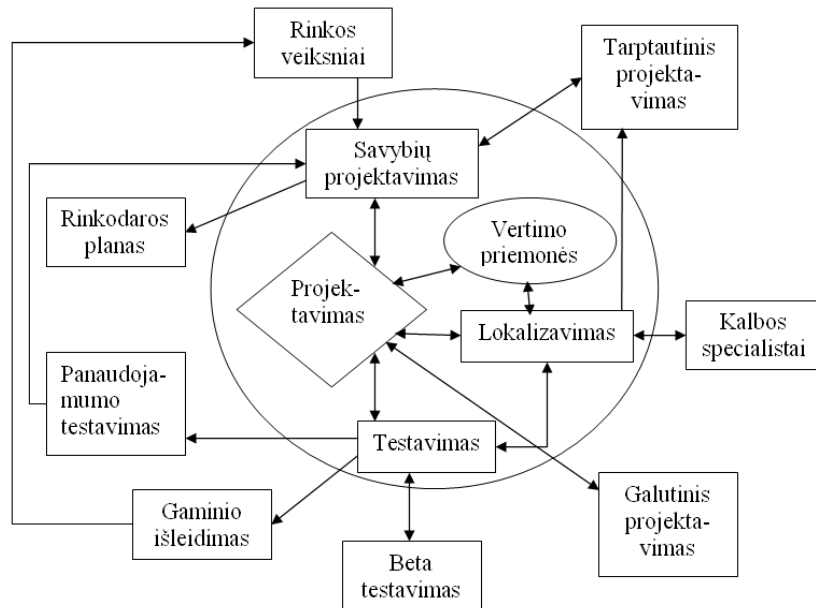 Rinkos
veiksniai
Tarptautinis
projekta-
vimas
Savybių
projektavimas
Rinkodaros
planas
Vertimo
priemonės
Projek-
tavimas
Lokalizavimas
Kalbos
specialistai
Panaudoja-
mumo
testavimas
Testavimas
Galutinis
projekta-
vimas
Gaminio
išleidimas
Beta
testavimas